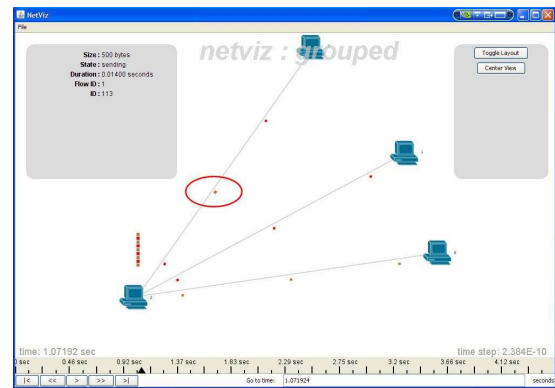 NetViz
File
netviz : grouped
Size : 500 bytes
State : sending
Duration : 0.01400 seconds
Flow ID : 1
ID : 113
Toggle Layout
Center View
1
2
time: 1.07192 sec
time step: 2.384E-10
0 sec 0.46 sec 0.92 sec 1.37 sec 1.83 sec 2.29 sec 2.75 sec 3.2 sec 3.66 sec 4.12 sec
|< << > >> >| Go to time: 1.071924 seconds